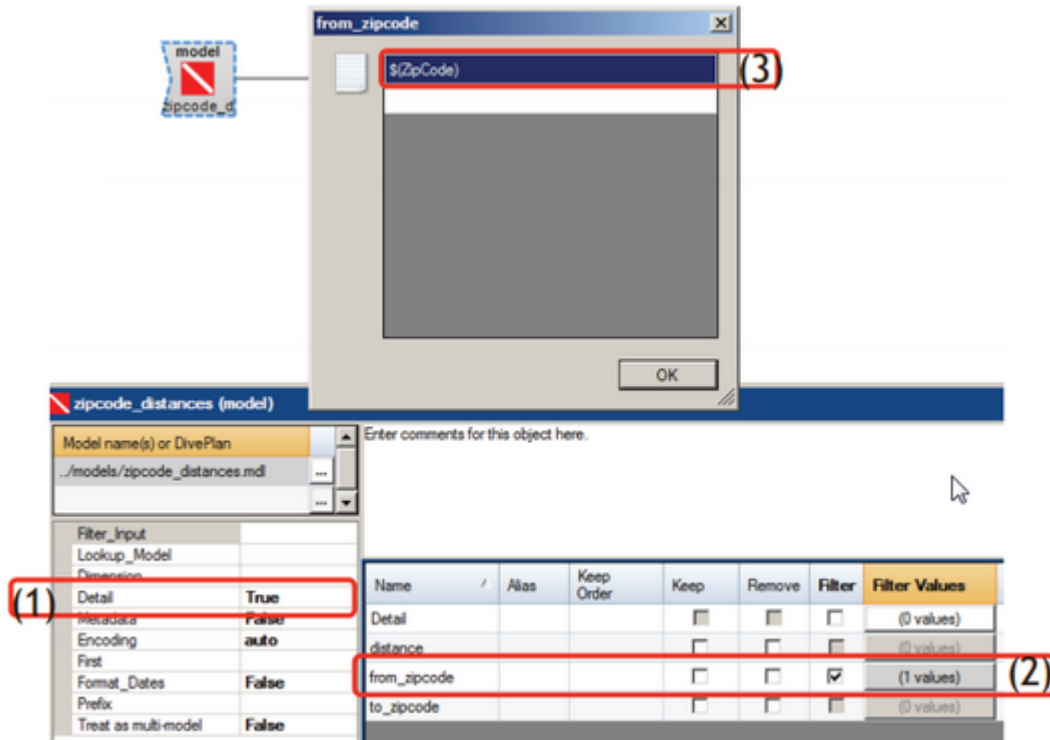 from_zipcode
model
zipcode_d
$(ZipCode)
(3)
OK
zipcode_distances (model)
Model name(s) or DivePlan
../models/zipcode_distances.mdl
...
...
Enter comments for this object here.
Filter_Input
Lookup_Model
Dimension
(1)
Detail True
Metadata False
Encoding auto
First
Format_Dates False
Prefix
Treat as multi-model False
Name / Alias Keep Order Keep Remove Filter Filter Values
Detail (0 values)
distance (0 values)
from_zipcode (1 values)
(2)
to_zipcode (0 values)